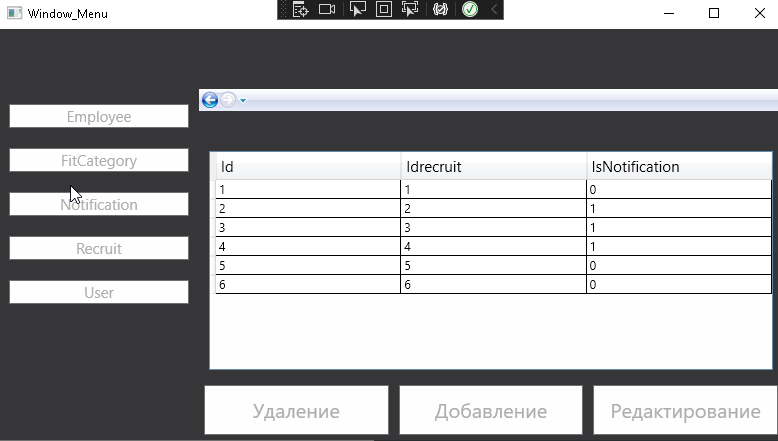 Window_Menu
Employee
FitCategory
Notification
Recruit
User
Id Idrecruit IsNotification
1 1 0
2 2 1
3 3 1
4 4 1
5 5 0
6 6 0
Удаление Добавление Редактирование